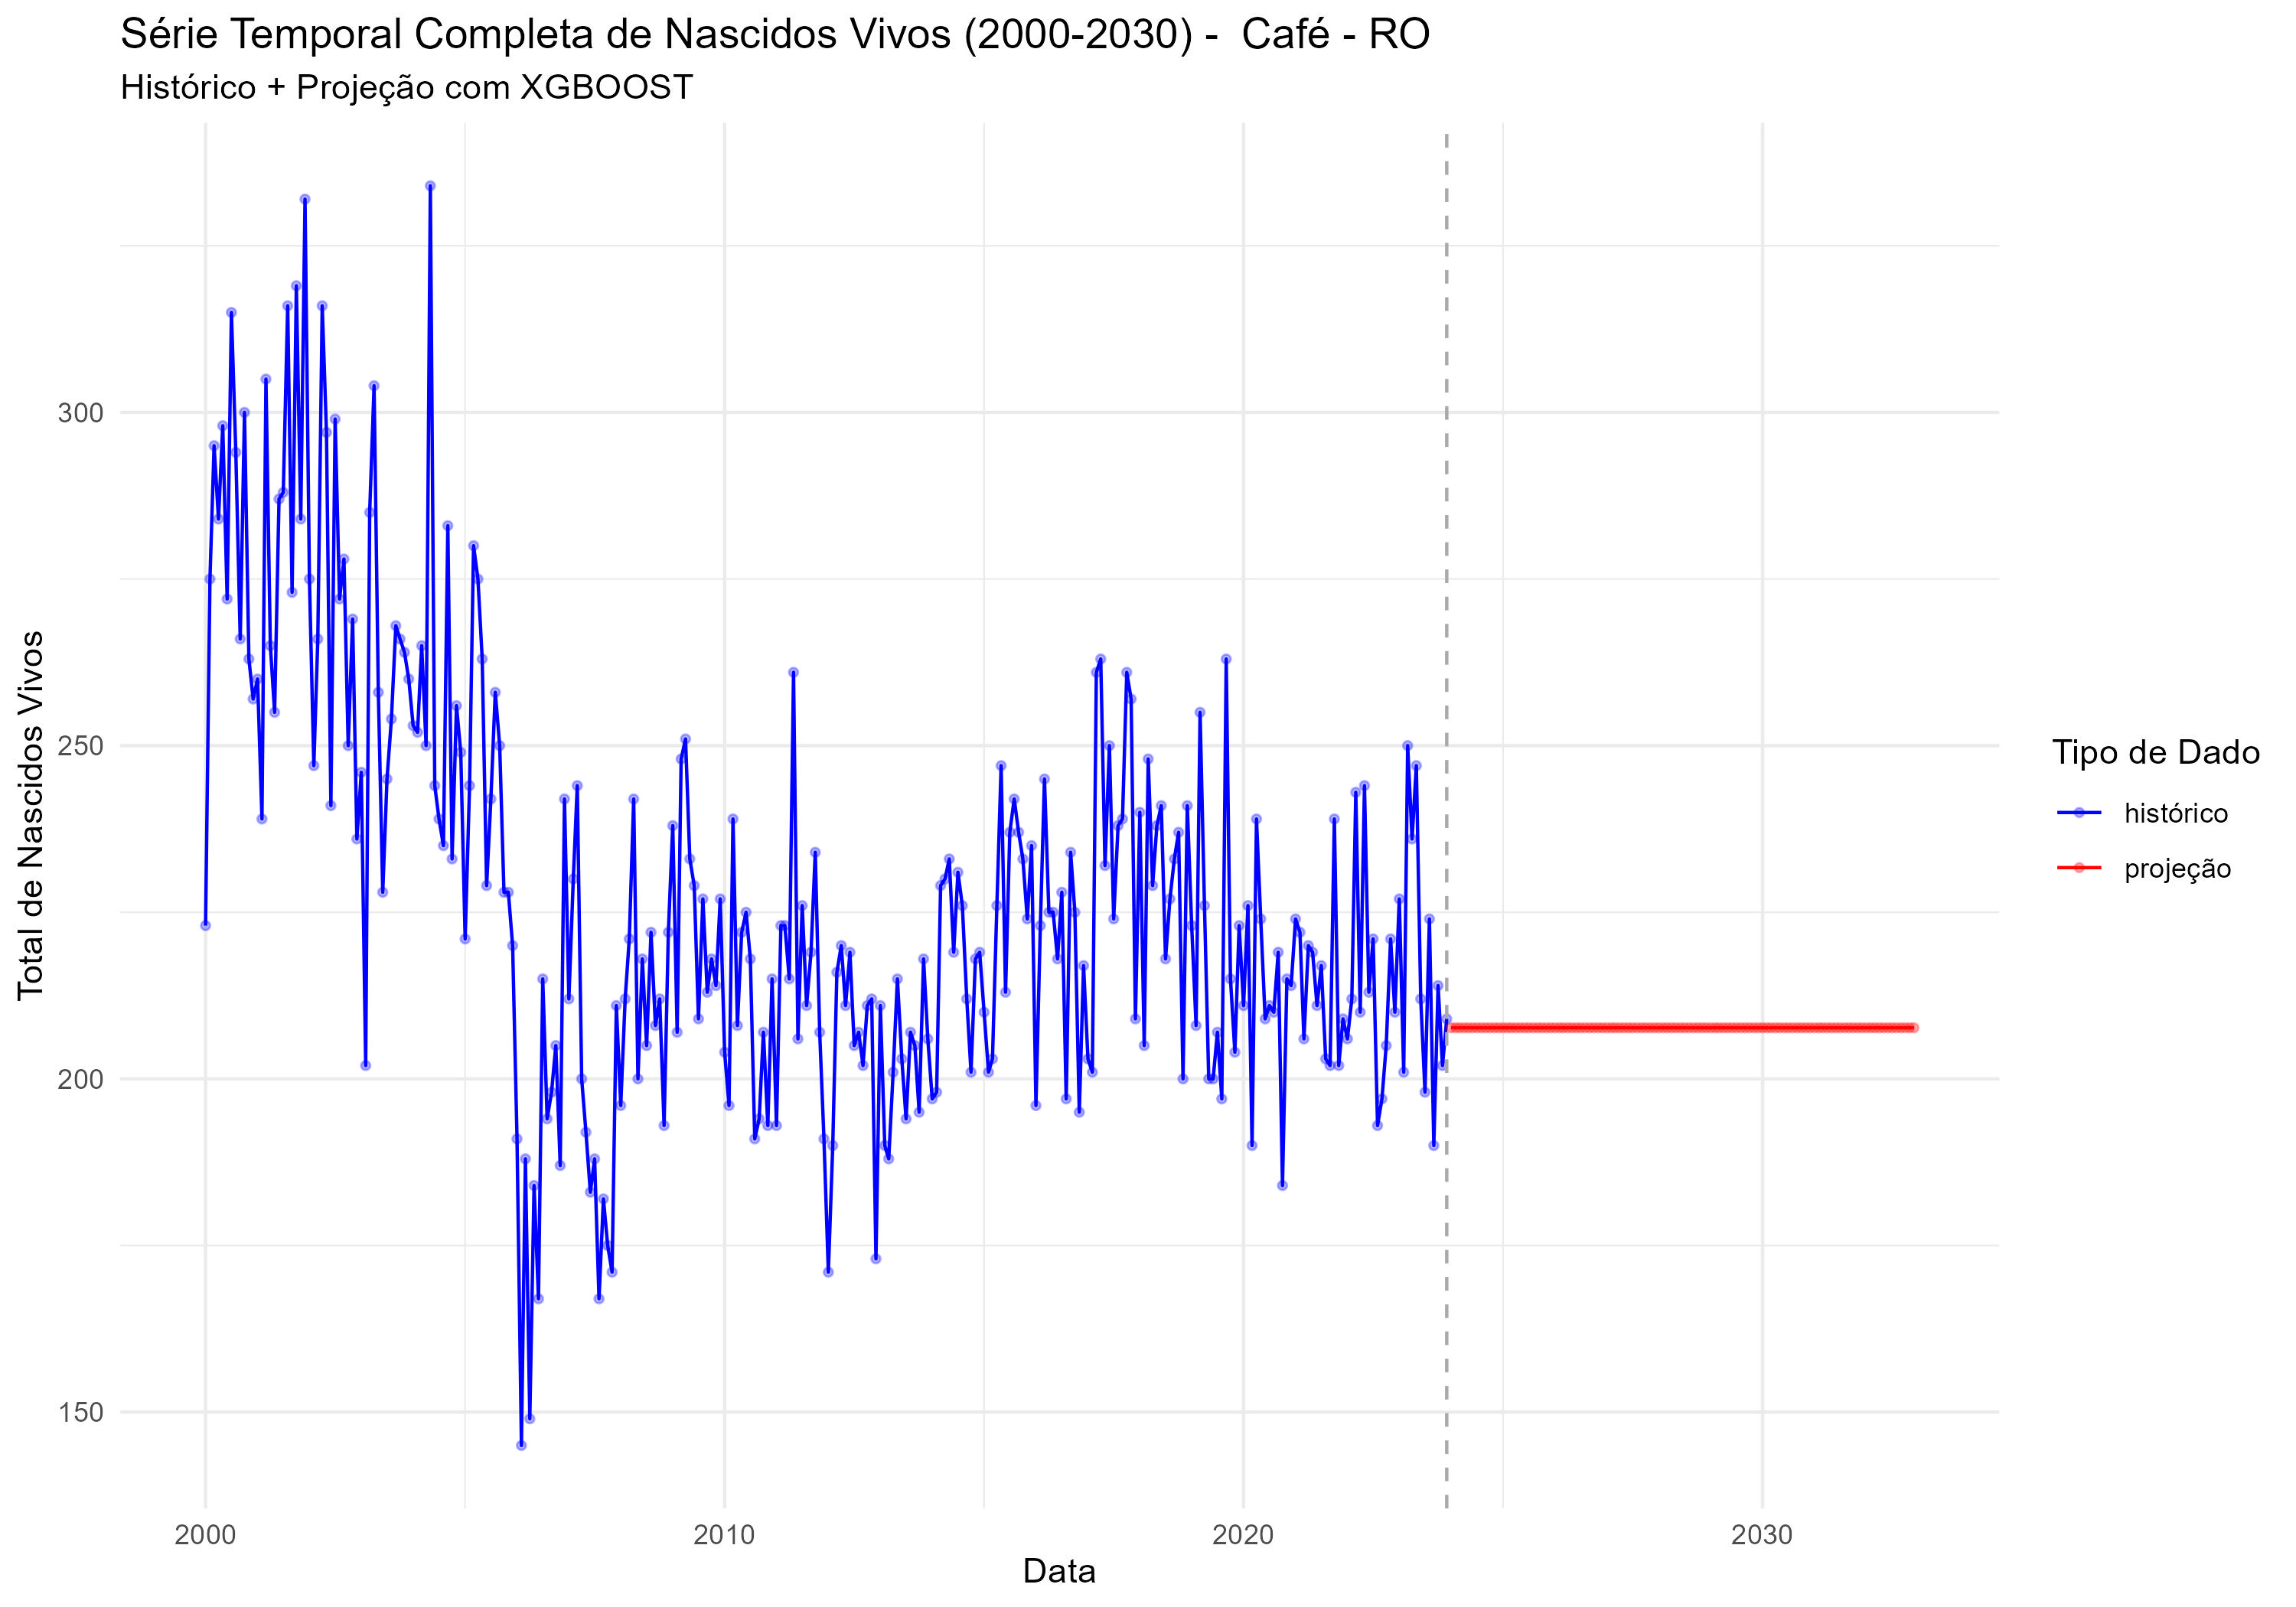 Série Temporal Completa de Nascidos Vivos (2000-2030) -  Café - RO
Histórico + Projeção com XGBOOST
Total de Nascidos Vivos
300
250
200
150
2000
2010
2020
2030
Data
Tipo de Dado
histórico
projeção